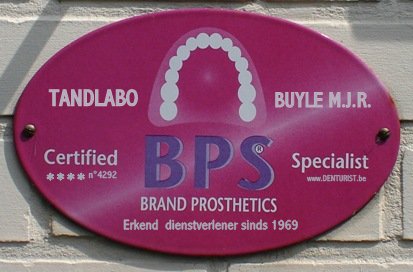 TANDLABO BUYLE M.J.R.
Certified BPS® Specialist
**** n°4292 www.DENTURIST.be
BRAND PROSTHETICS
Erkend dienstverlener sinds 1969